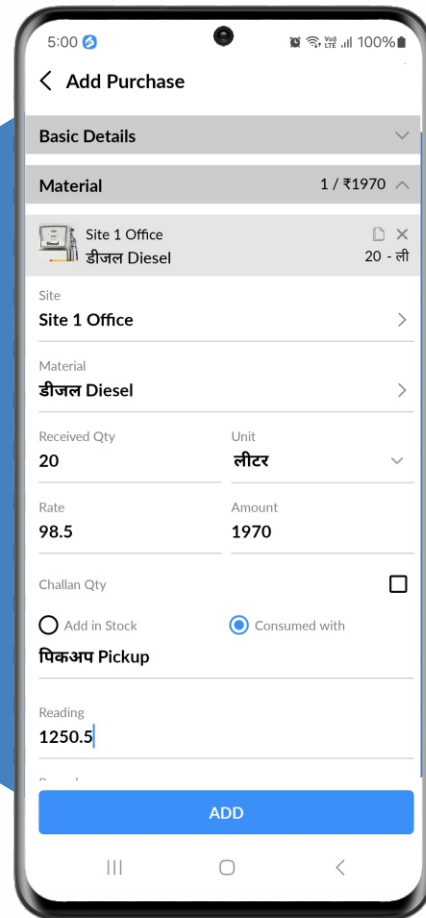 5:00 100%
Add Purchase
Basic Details
Material 1 / ₹1970
Site 1 Office
डीजल Diesel 20 - ली
Site
Site 1 Office
Material
डीजल Diesel
Received Qty Unit
20 लीटर
Rate Amount
98.5 1970
Challan Qty
Add in Stock Consumed with
पिकअप Pickup
Reading
1250.5
ADD